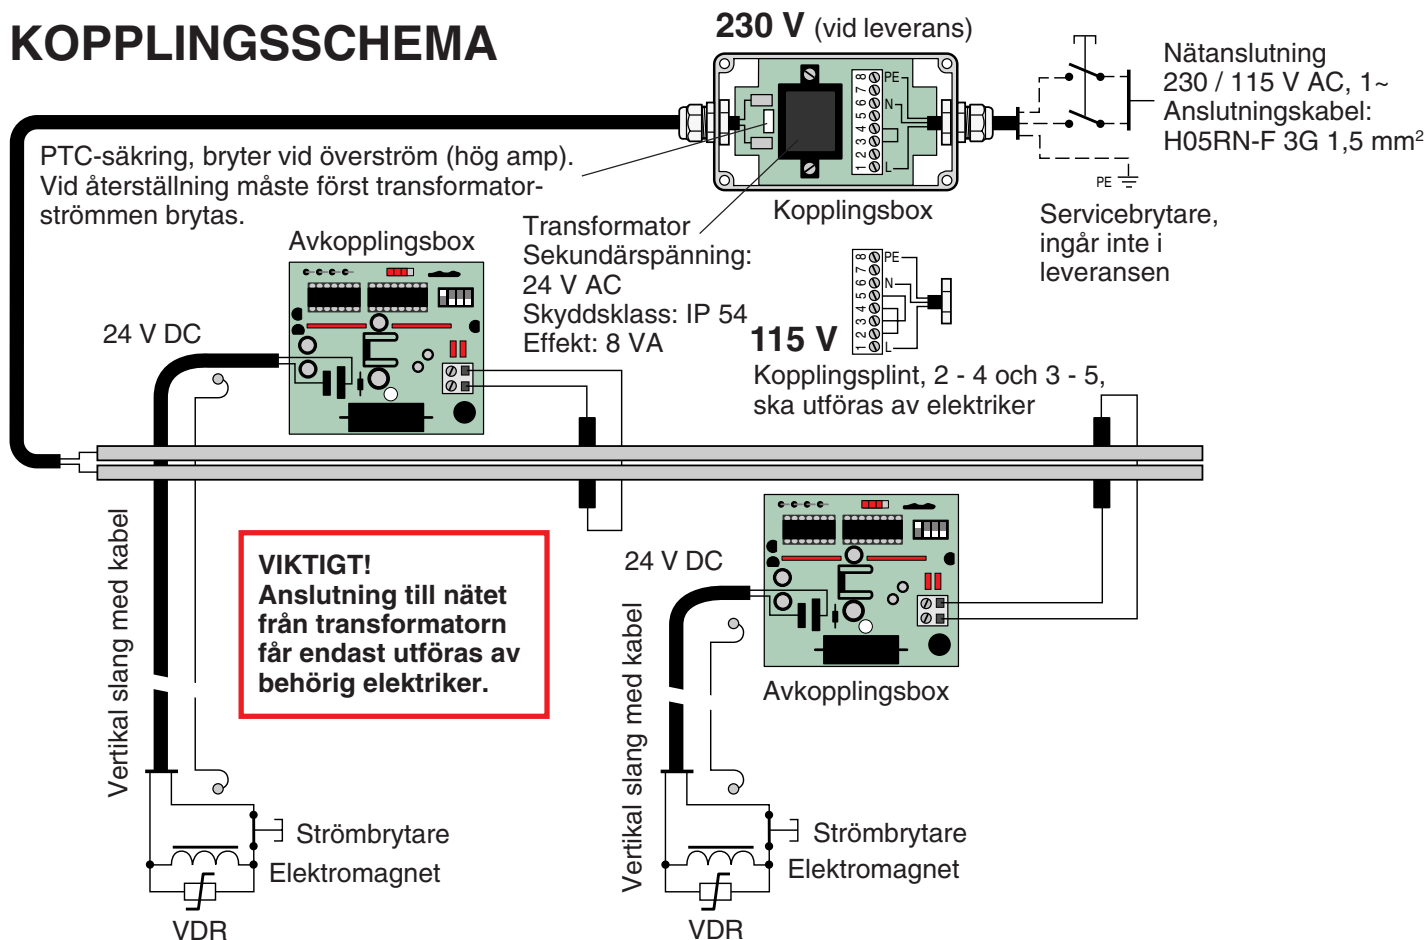 KOPPLINGSSCHEMA
230 V (vid leverans)
8 PE
7
6 N
5
4
3
2
1 L
Nätanslutning
230 / 115 V AC, 1~
Anslutningskabel:
H05RN-F 3G 1,5 mm²
PE
PTC-säkring, bryter vid överström (hög amp).
Vid återställning måste först transformator-
strömmen brytas.
Kopplingsbox
Servicebrytare,
ingår inte i
leveransen
Transformator
Sekundärspänning:
24 V AC
Skyddsklass: IP 54
Effekt: 8 VA
Avkopplingsbox
24 V DC
8 PE
7
6 N
5
4
3
2
1 L
115 V
Kopplingsplint, 2 - 4 och 3 - 5,
ska utföras av elektriker
Vertikal slang med kabel
VIKTIGT!
Anslutning till nätet
från transformatorn
får endast utföras av
behörig elektriker.
24 V DC
Vertikal slang med kabel
Avkopplingsbox
Strömbrytare
Elektromagnet
VDR
Strömbrytare
Elektromagnet
VDR